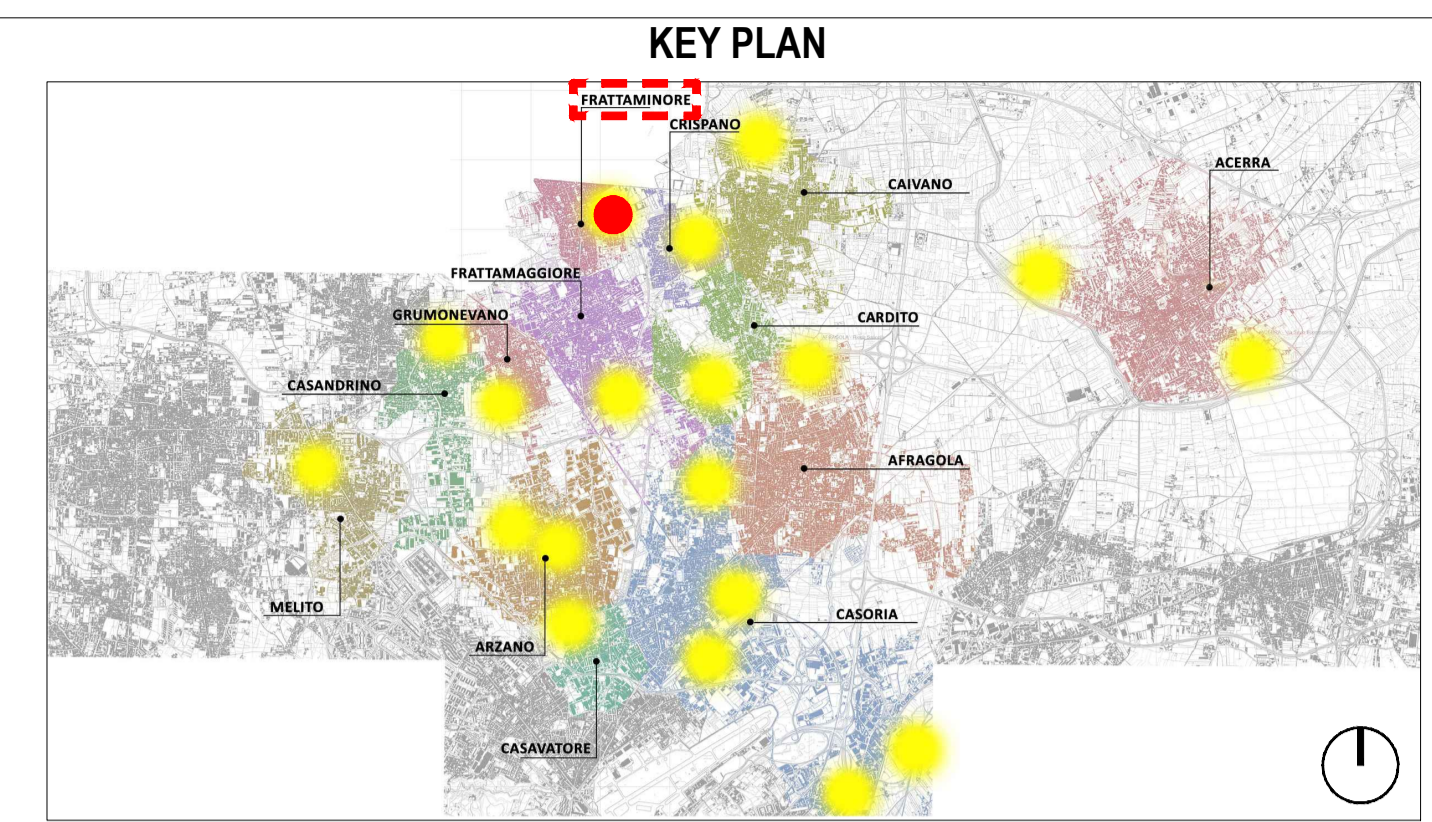 KEY PLAN
FRATTAMINORE
CRISPANO
ACERRA
CAIVANO
FRATTAMAGGIORE
GRUMONEVANO
CARDITO
CASANDRINO
AFRAGOLA
MELITO
CASORIA
ARZANO
CASAVATORE